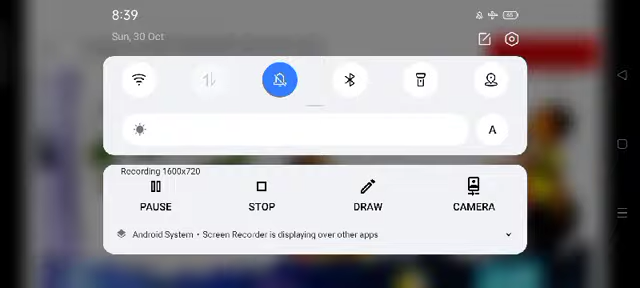 8:39
Sun, 30 Oct
A
Recording 1600x720
PAUSE
STOP
DRAW
CAMERA
Android System • Screen Recorder is displaying over other apps